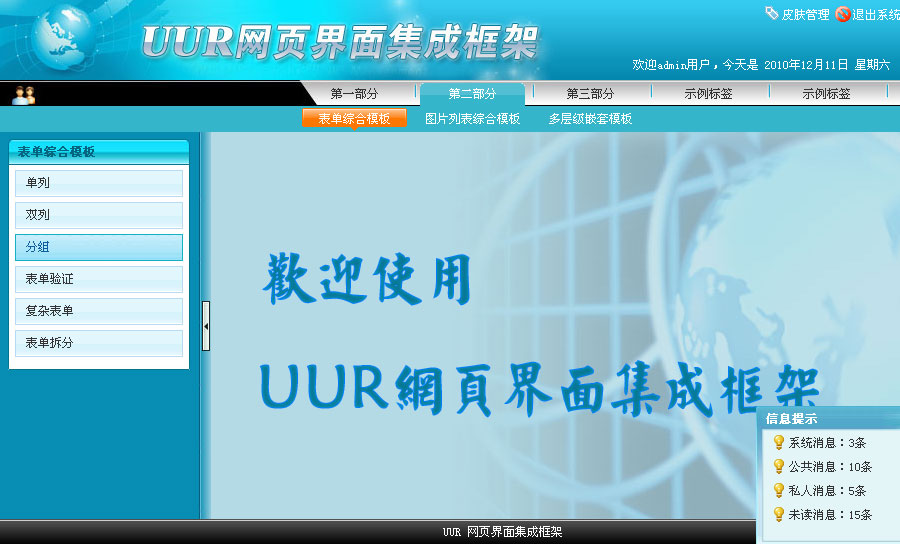 皮肤管理 退出系统
UUR网页界面集成框架
欢迎admin用户，今天是 2010年12月11日 星期六
第一部分 第二部分 第三部分 示例标签 示例标签
表单综合模板 图片列表综合模板 多层级嵌套模板
表单综合模板
单列
双列
分组
表单验证
复杂表单
表单拆分
歡迎使用
UUR網頁界面集成框架
信息提示
系统消息：3条
公共消息：10条
私人消息：5条
未读消息：15条
UUR 网页界面集成框架